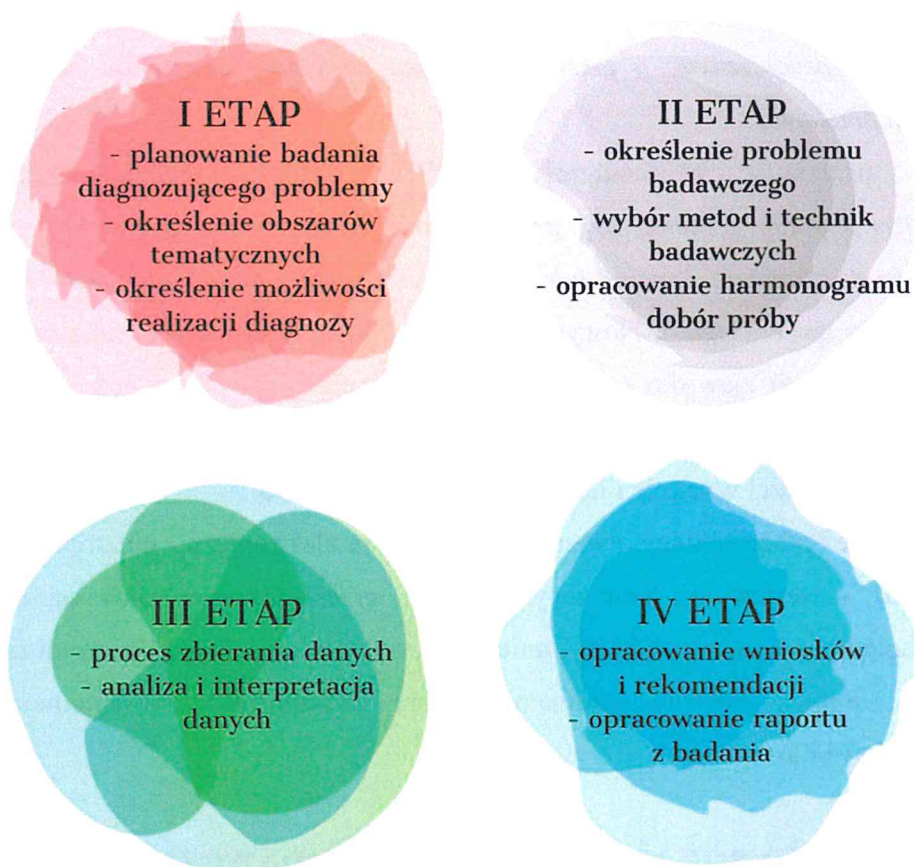 I ETAP
- planowanie badania
diagnozującego problemy
- określenie obszarów
tematycznych
- określenie możliwości
realizacji diagnozy
II ETAP
- określenie problemu
badawczego
- wybór metod i technik
badawczych
- opracowanie harmonogramu
dobór próby
III ETAP
- proces zbierania danych
- analiza i interpretacja
danych
IV ETAP
- opracowanie wniosków
i rekomendacji
- opracowanie raportu
z badania